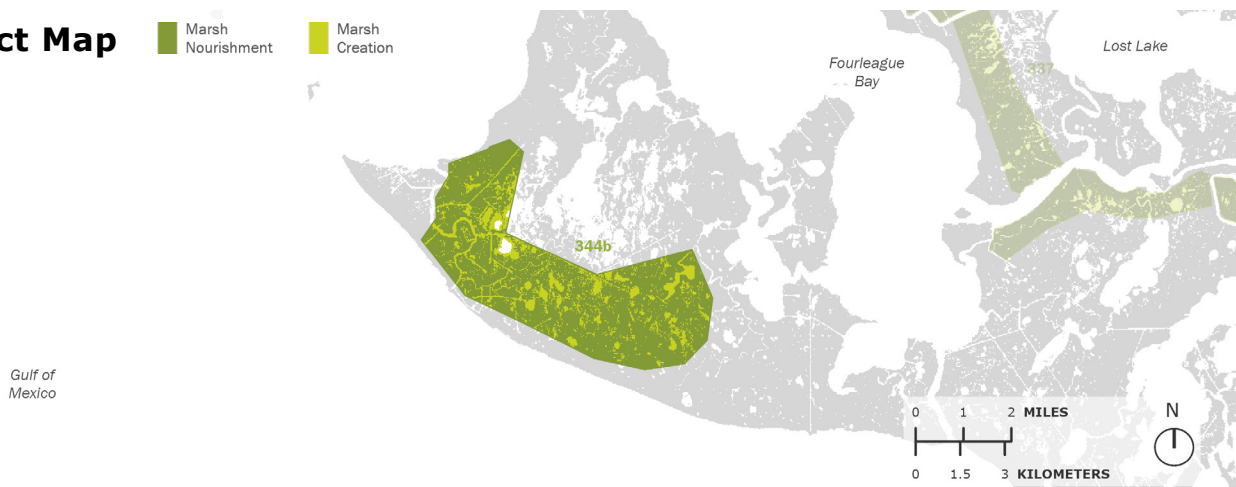 ct Map
Marsh
Nourishment
Marsh
Creation
Fourleague
Bay
Lost Lake
337
344b
Gulf of
Mexico
0 1 2 MILES
N
0 1.5 3 KILOMETERS